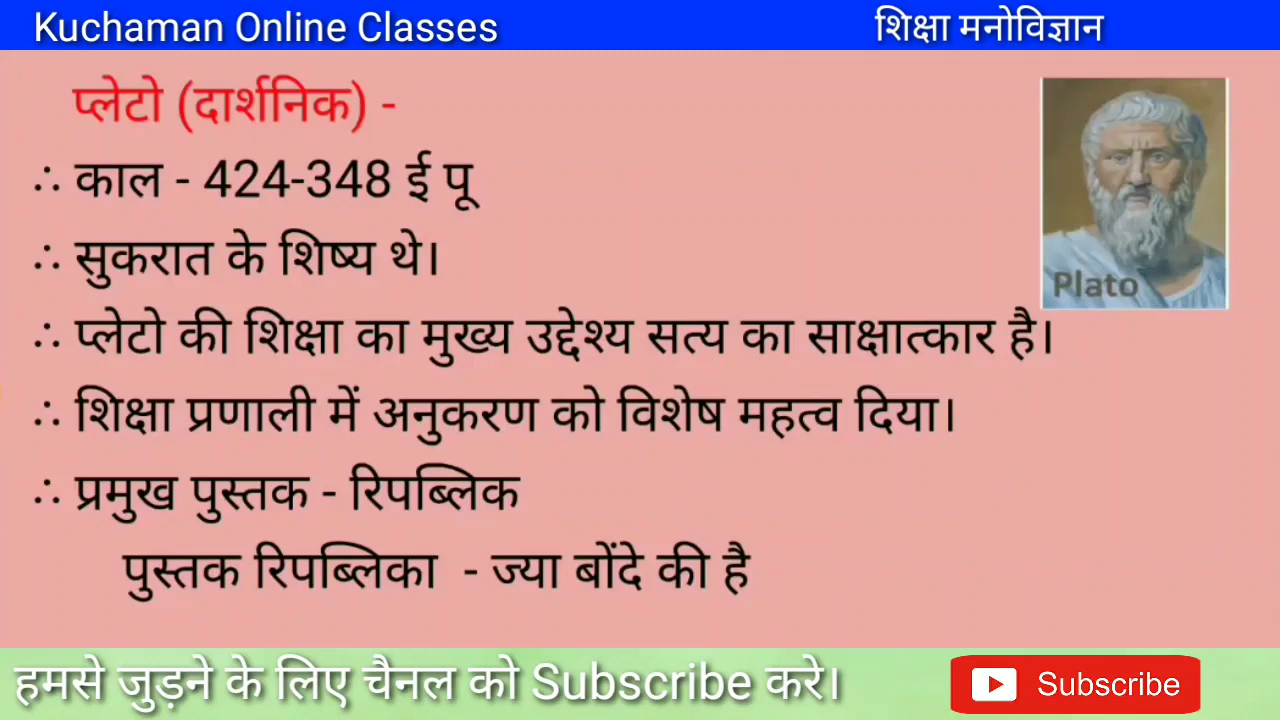 Kuchaman Online Classes शिक्षा मनोविज्ञान
प्लेटो (दार्शनिक) -
∴ काल - 424-348 ई पू
∴ सुकरात के शिष्य थे।
Plato
∴ प्लेटो की शिक्षा का मुख्य उद्देश्य सत्य का साक्षात्कार है।
∴ शिक्षा प्रणाली में अनुकरण को विशेष महत्व दिया।
∴ प्रमुख पुस्तक - रिपब्लिक
पुस्तक रिपब्लिका - ज्या बोंदे की है
हमसे जुड़ने के लिए चैनल को Subscribe करे।
Subscribe